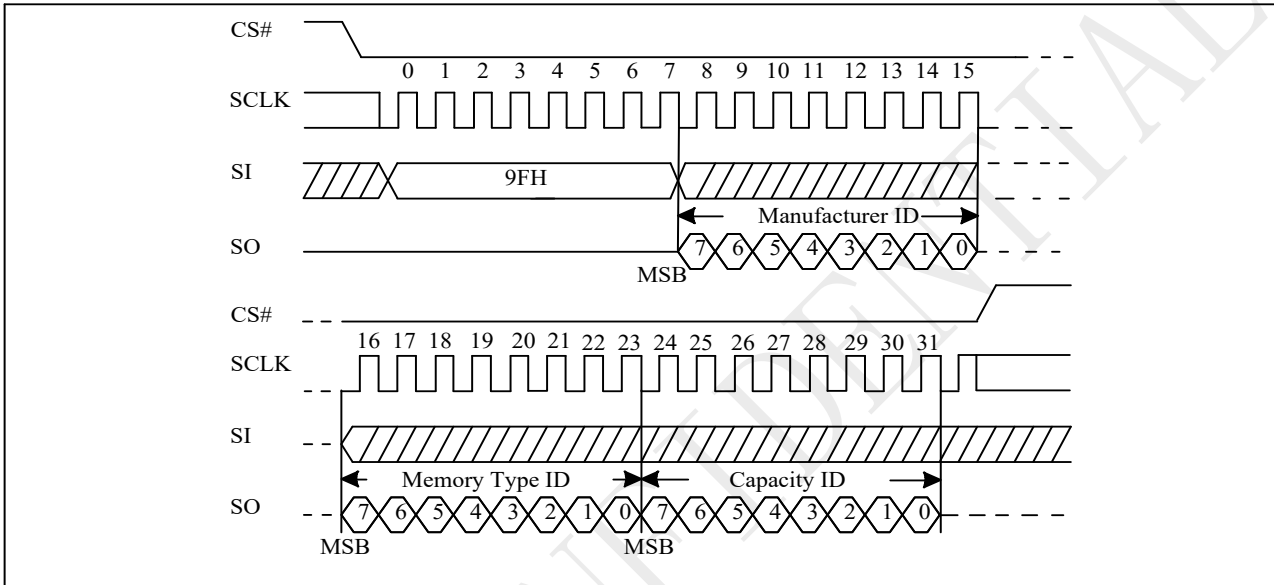 CS#
0 1 2 3 4 5 6 7 8 9 10 11 12 13 14 15
SCLK
SI 9FH
Manufacturer ID
SO 7 6 5 4 3 2 1 0
MSB
CS#
16 17 18 19 20 21 22 23 24 25 26 27 28 29 30 31
SCLK
SI
Memory Type ID Capacity ID
SO 7 6 5 4 3 2 1 0 7 6 5 4 3 2 1 0
MSB MSB